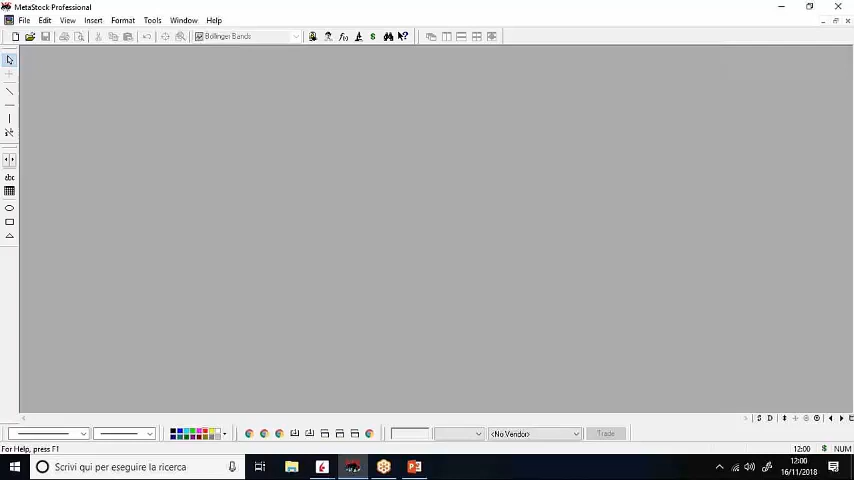 MetaStock Professional
File Edit View Insert Format Tools Window Help
Bollinger Bands
abc
<No Vendor>
Trade
For Help, press F1
12:00
NUM
Scrivi qui per eseguire la ricerca
12:00
16/11/2018